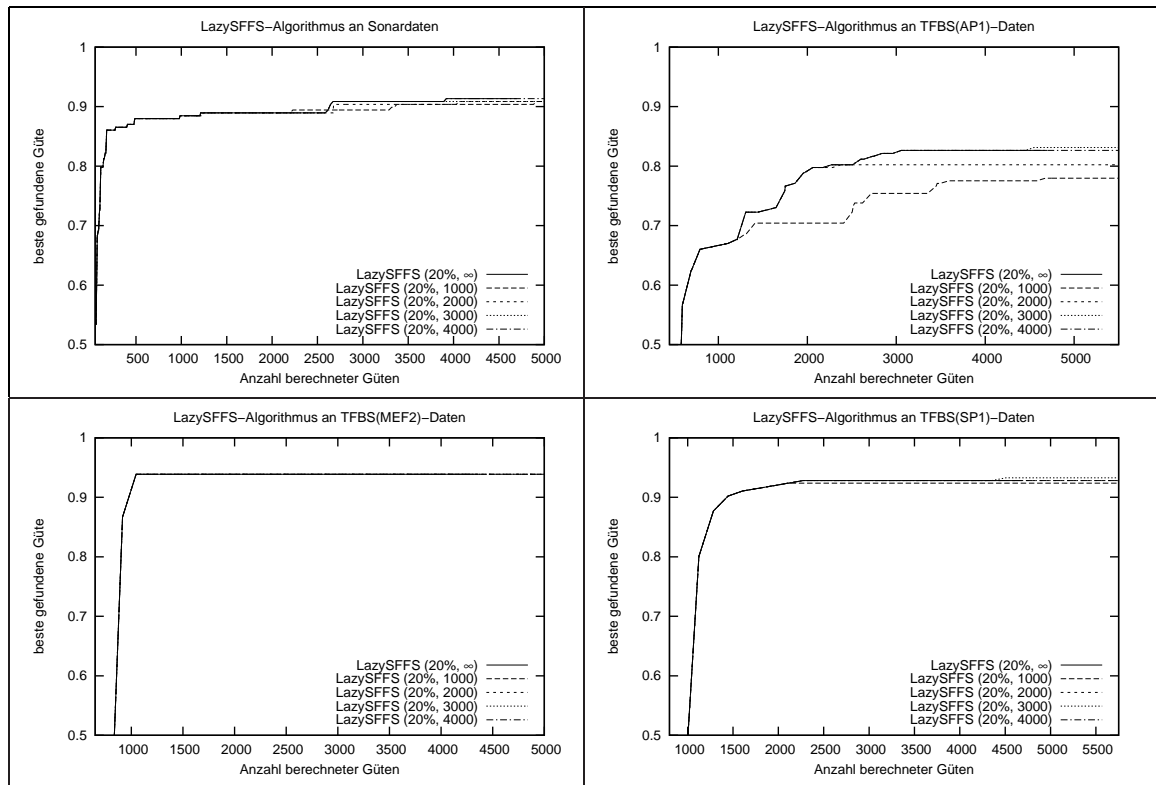 LazySFFS−Algorithmus an Sonardaten
beste gefundene Güte
1
0.9
0.8
0.7
0.6
0.5
LazySFFS (20%, ∞)
LazySFFS (20%, 1000)
LazySFFS (20%, 2000)
LazySFFS (20%, 3000)
LazySFFS (20%, 4000)
500 1000 1500 2000 2500 3000 3500 4000 4500 5000
Anzahl berechneter Güten
LazySFFS−Algorithmus an TFBS(AP1)−Daten
beste gefundene Güte
1
0.9
0.8
0.7
0.6
0.5
LazySFFS (20%, ∞)
LazySFFS (20%, 1000)
LazySFFS (20%, 2000)
LazySFFS (20%, 3000)
LazySFFS (20%, 4000)
1000 2000 3000 4000 5000
Anzahl berechneter Güten
LazySFFS−Algorithmus an TFBS(MEF2)−Daten
beste gefundene Güte
1
0.9
0.8
0.7
0.6
0.5
LazySFFS (20%, ∞)
LazySFFS (20%, 1000)
LazySFFS (20%, 2000)
LazySFFS (20%, 3000)
LazySFFS (20%, 4000)
1000 1500 2000 2500 3000 3500 4000 4500 5000
Anzahl berechneter Güten
LazySFFS−Algorithmus an TFBS(SP1)−Daten
beste gefundene Güte
1
0.9
0.8
0.7
0.6
0.5
LazySFFS (20%, ∞)
LazySFFS (20%, 1000)
LazySFFS (20%, 2000)
LazySFFS (20%, 3000)
LazySFFS (20%, 4000)
1000 1500 2000 2500 3000 3500 4000 4500 5000 5500
Anzahl berechneter Güten